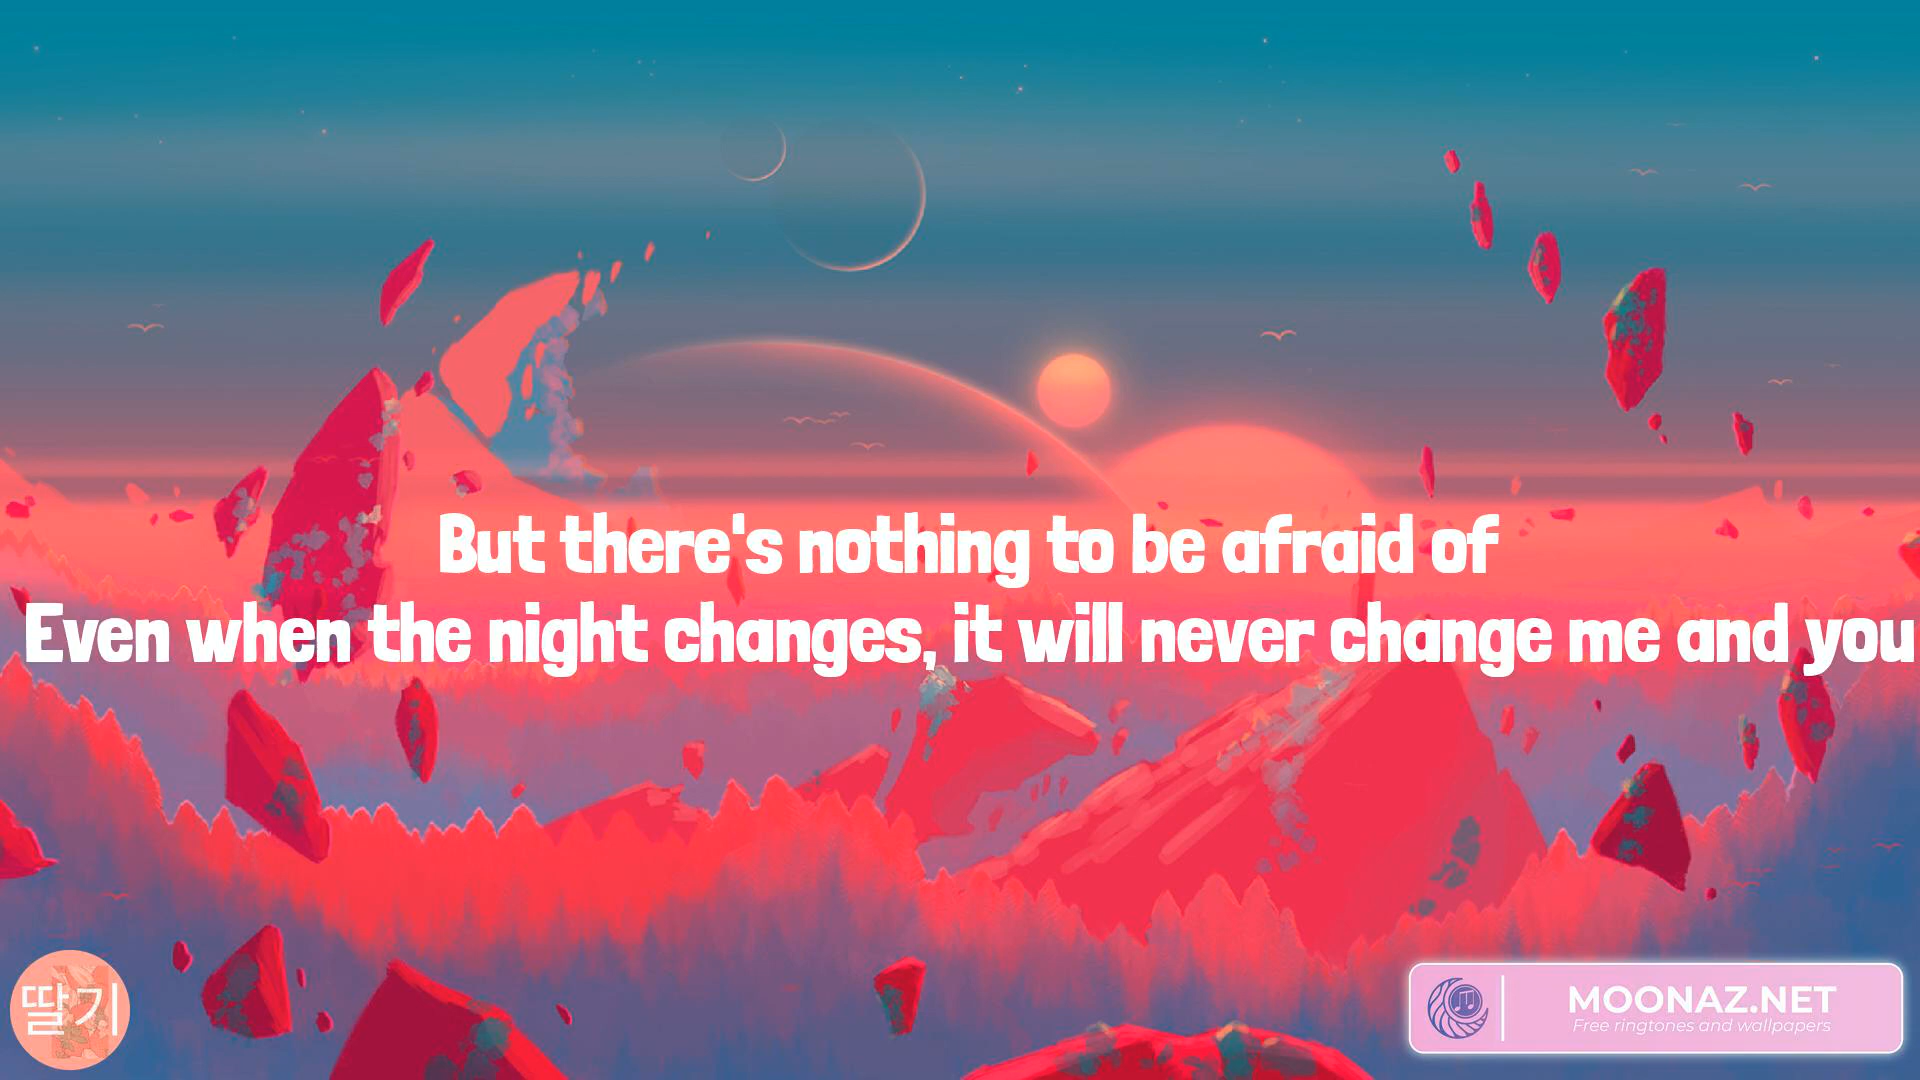 But there's nothing to be afraid of
Even when the night changes, it will never change me and you
딸기
MOONAZ.NET
Free ringtones and wallpapers